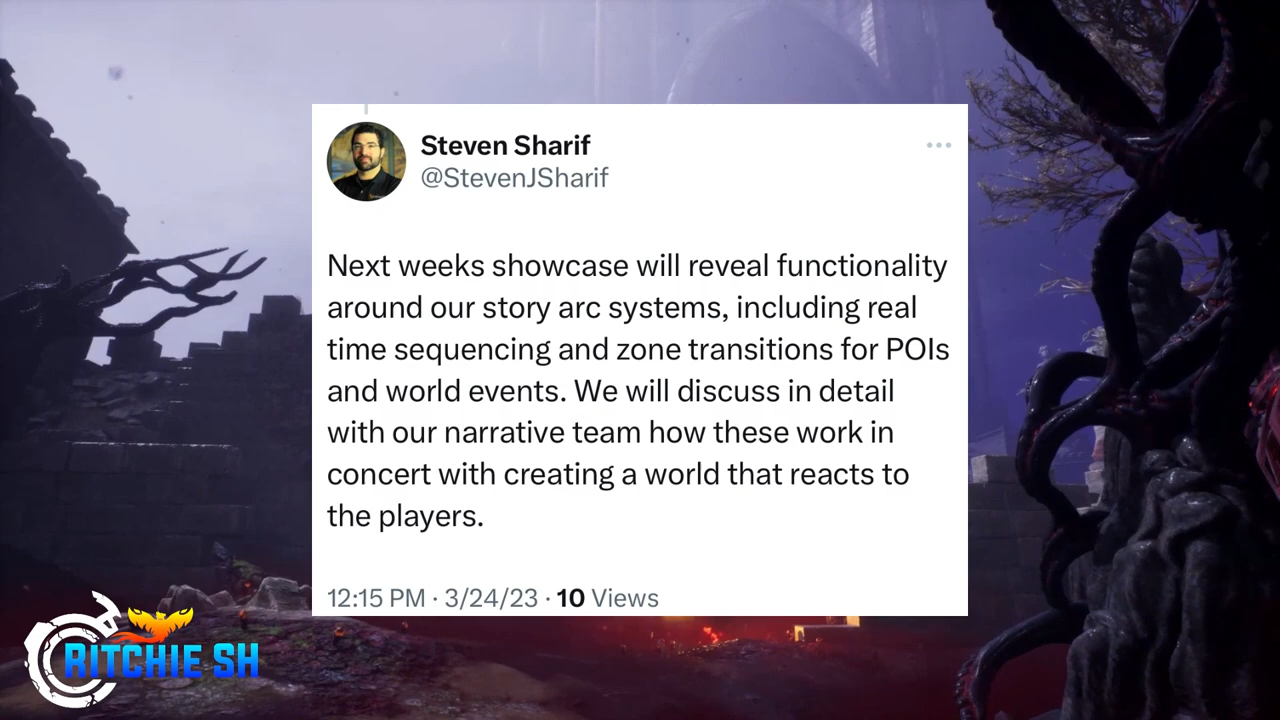 Steven Sharif
@StevenJSharif
Next weeks showcase will reveal functionality
around our story arc systems, including real
time sequencing and zone transitions for POIs
and world events. We will discuss in detail
with our narrative team how these work in
concert with creating a world that reacts to
the players.
12:15 PM · 3/24/23 · 10 Views
RITCHIE SH